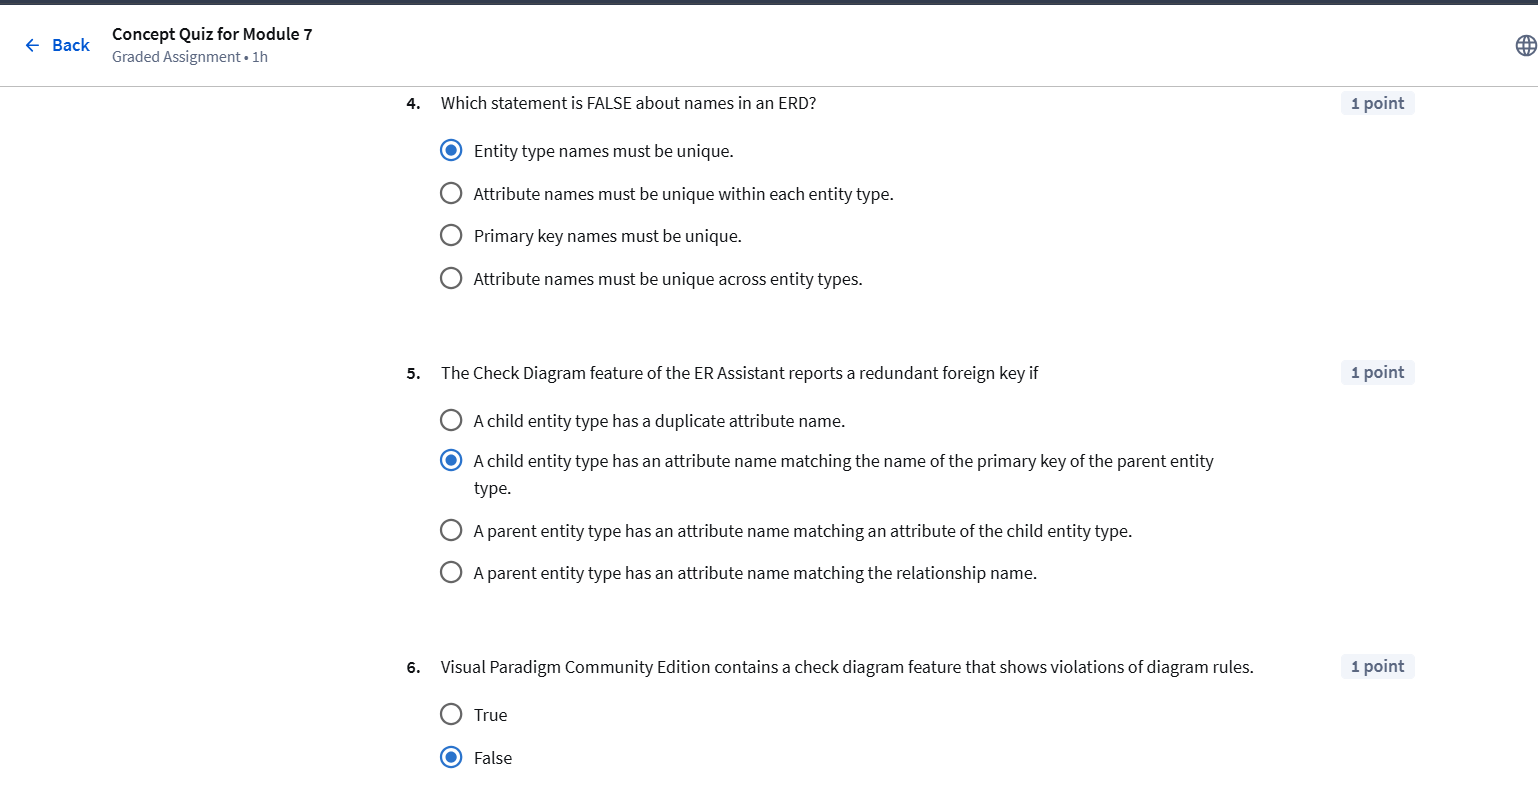 Back
Concept Quiz for Module 7
Graded Assignment • 1h
4. Which statement is FALSE about names in an ERD?
1 point
Entity type names must be unique.
Attribute names must be unique within each entity type.
Primary key names must be unique.
Attribute names must be unique across entity types.
5. The Check Diagram feature of the ER Assistant reports a redundant foreign key if
1 point
A child entity type has a duplicate attribute name.
A child entity type has an attribute name matching the name of the primary key of the parent entity
type.
A parent entity type has an attribute name matching an attribute of the child entity type.
A parent entity type has an attribute name matching the relationship name.
6. Visual Paradigm Community Edition contains a check diagram feature that shows violations of diagram rules.
1 point
True
False